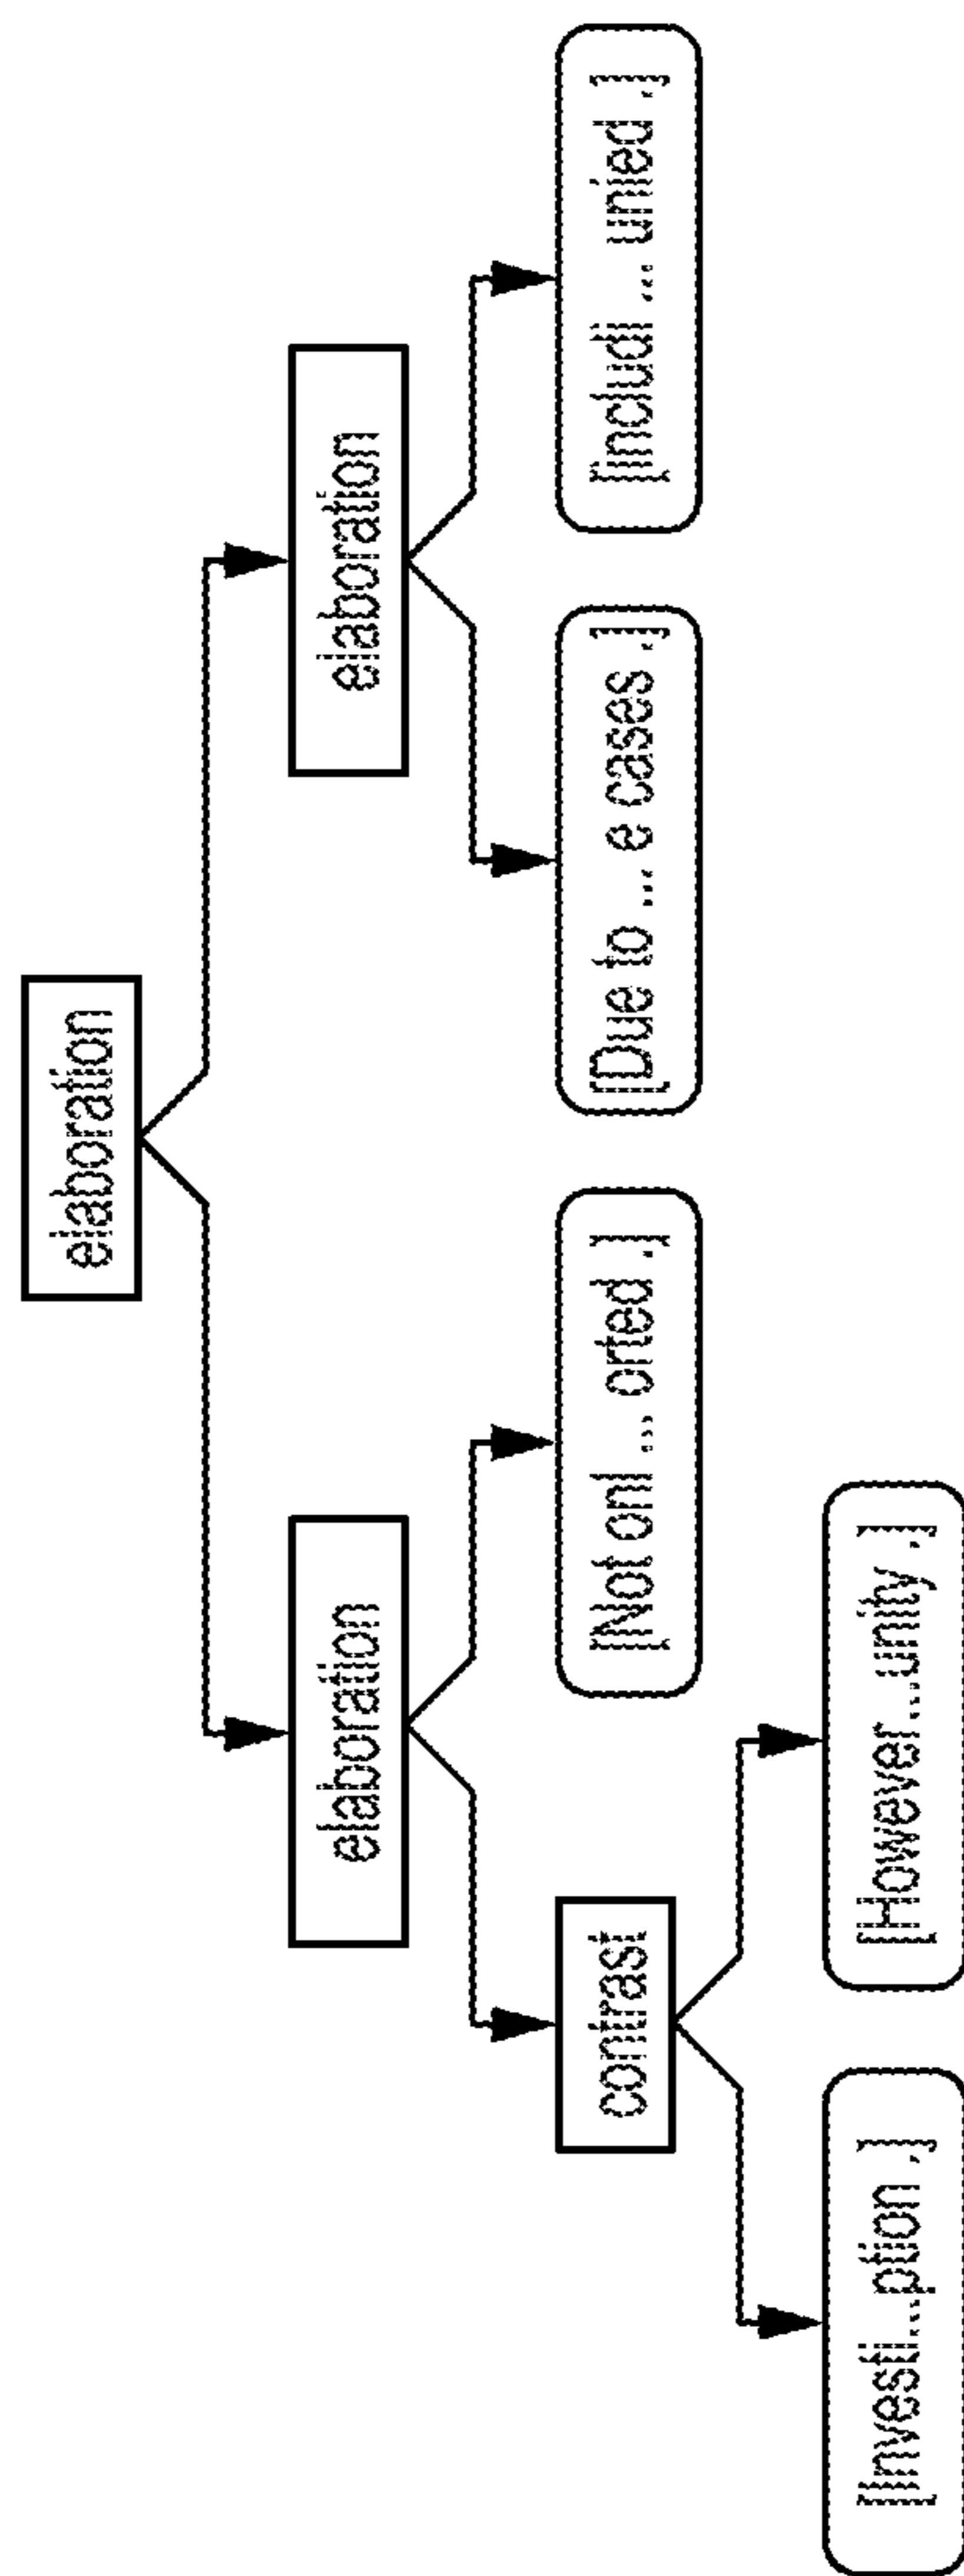 elaboration
elaboration
elaboration
contrast
[Not onl ... orted ,]
[Due to ... e cases ,]
[includi ... unied ,]
[Investi...ption ,]
[However...unity ,]